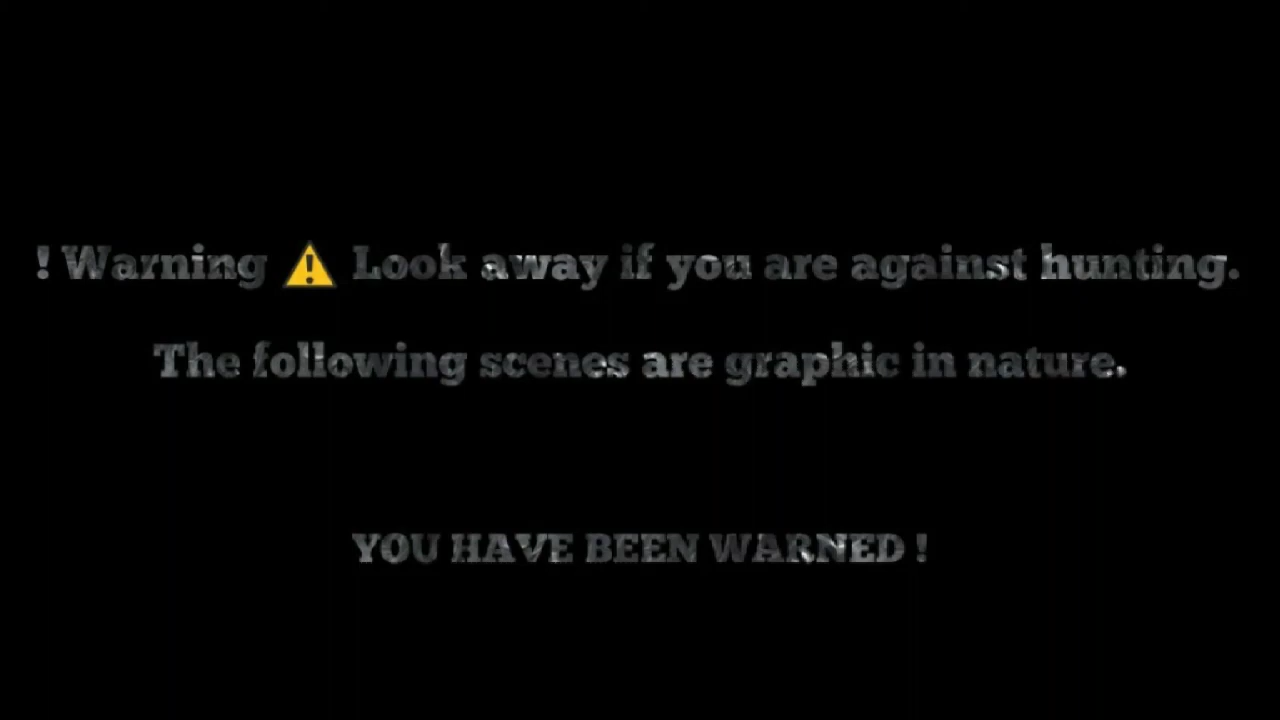 ! Warning ⚠️ Look away if you are against hunting.
The following scenes are graphic in nature.
YOU HAVE BEEN WARNED !